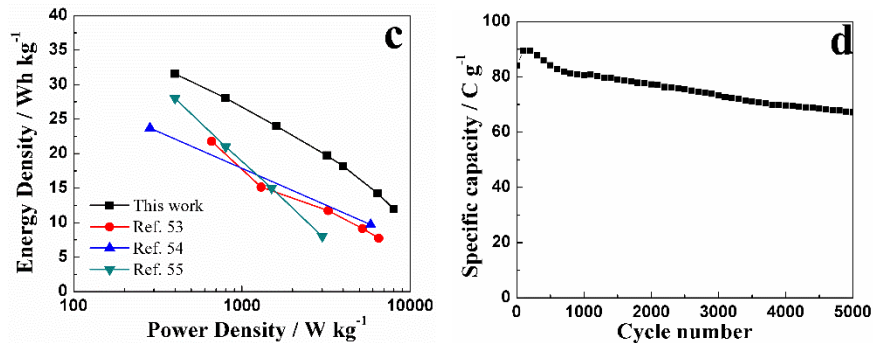 c
40
35
30
25
20
15
10
5
0
Energy Density / Wh kg-1
This work
Ref. 53
Ref. 54
Ref. 55
100
1000
10000
Power Density / W kg-1
d
100
80
60
40
20
0
Specific capacity / C g-1
0
1000
2000
3000
4000
5000
Cycle number